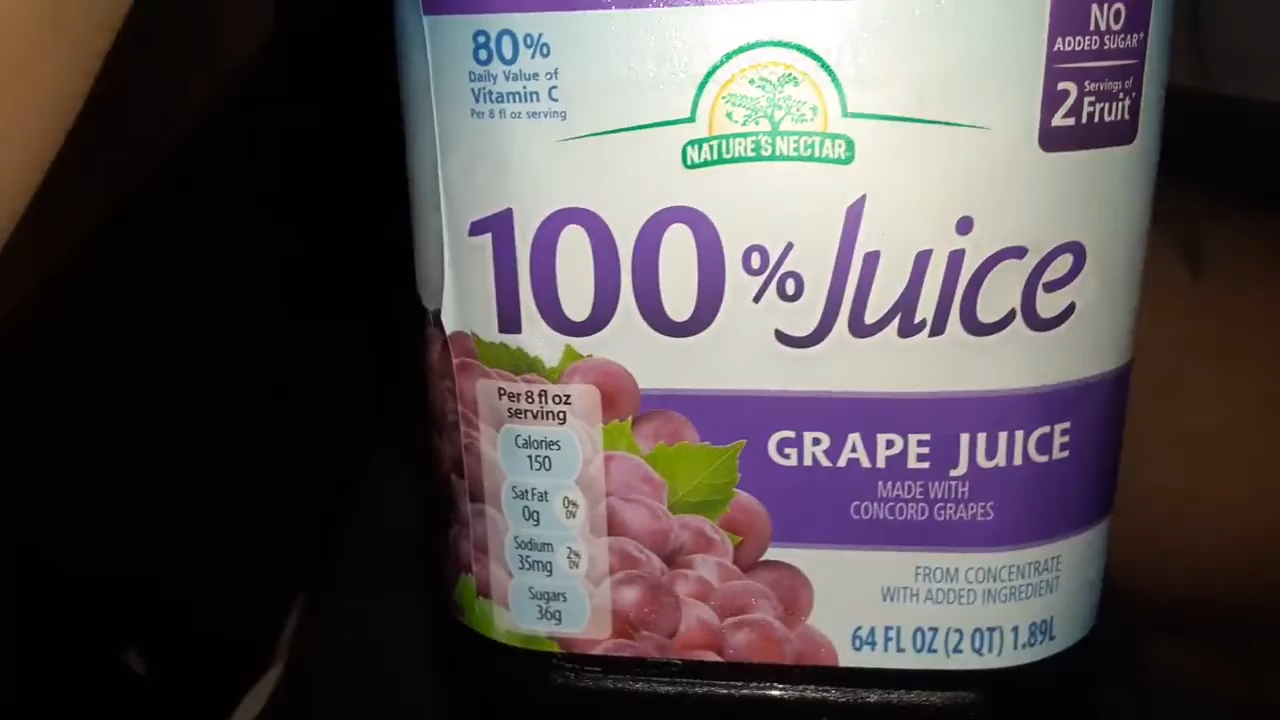 80%
Daily Value of
Vitamin C
Per 8 fl oz serving
NATURE'S NECTAR
NO
ADDED SUGAR+
2 Servings of
Fruit*
100% Juice
GRAPE JUICE
MADE WITH
CONCORD GRAPES
Per 8 fl oz
serving
Calories
150
Sat Fat
0g
0%
DV
Sodium
35mg
2%
DV
Sugars
36g
FROM CONCENTRATE
WITH ADDED INGREDIENT
64 FL OZ (2 QT) 1.89L